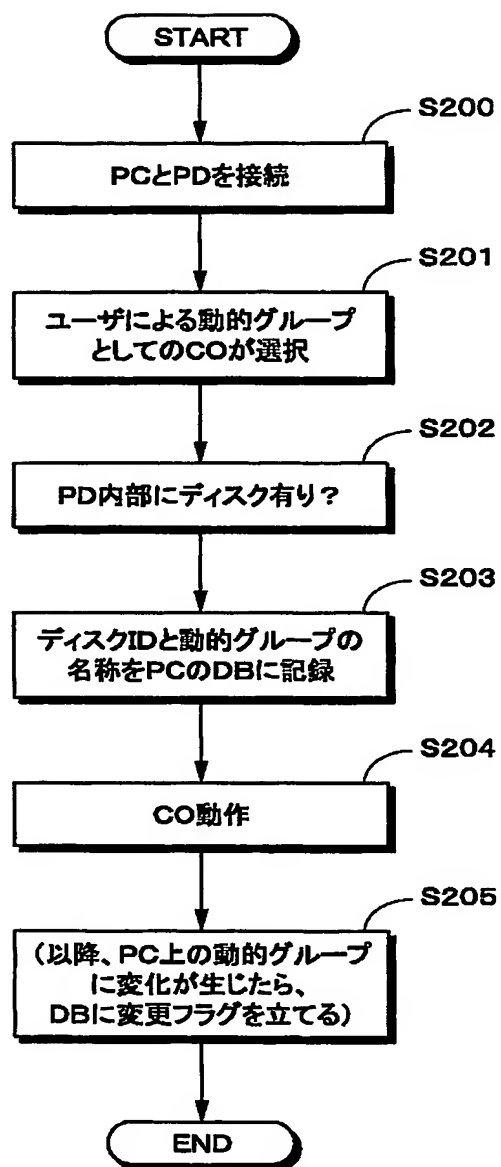 START
S200
PCとPDを接続
S201
ユーザによる動的グループ
としてのCOが選択
S202
PD内部にディスク有り？
S203
ディスクIDと動的グループの
名称をPCのDBに記録
S204
CO動作
S205
(以降、PC上の動的グループ
に変化が生じたら、
DBに変更フラグを立てる)
END